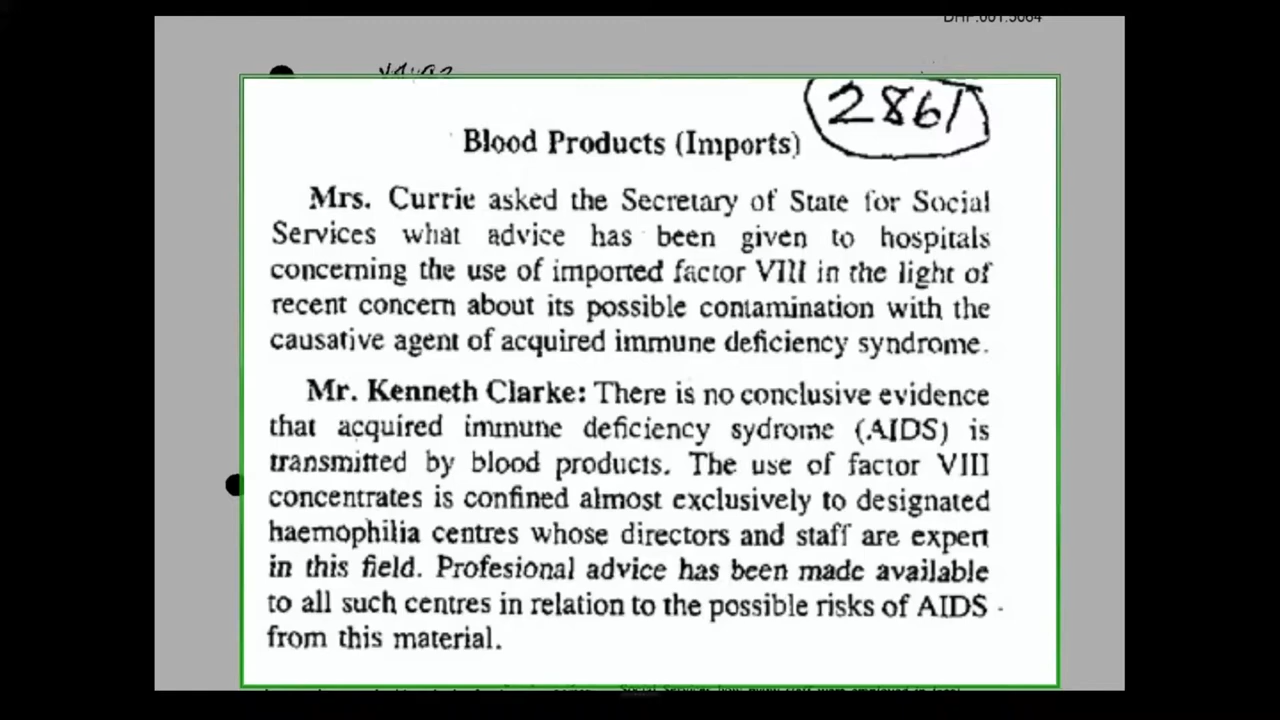 DHF.001.5064
2861
Blood Products (Imports)
Mrs. Currie asked the Secretary of State for Social
Services what advice has been given to hospitals
concerning the use of imported factor VIII in the light of
recent concern about its possible contamination with the
causative agent of acquired immune deficiency syndrome.
Mr. Kenneth Clarke: There is no conclusive evidence
that acquired immune deficiency sydrome (AIDS) is
transmitted by blood products. The use of factor VIII
concentrates is confined almost exclusively to designated
haemophilia centres whose directors and staff are expert
in this field. Profesional advice has been made available
to all such centres in relation to the possible risks of AIDS
from this material.